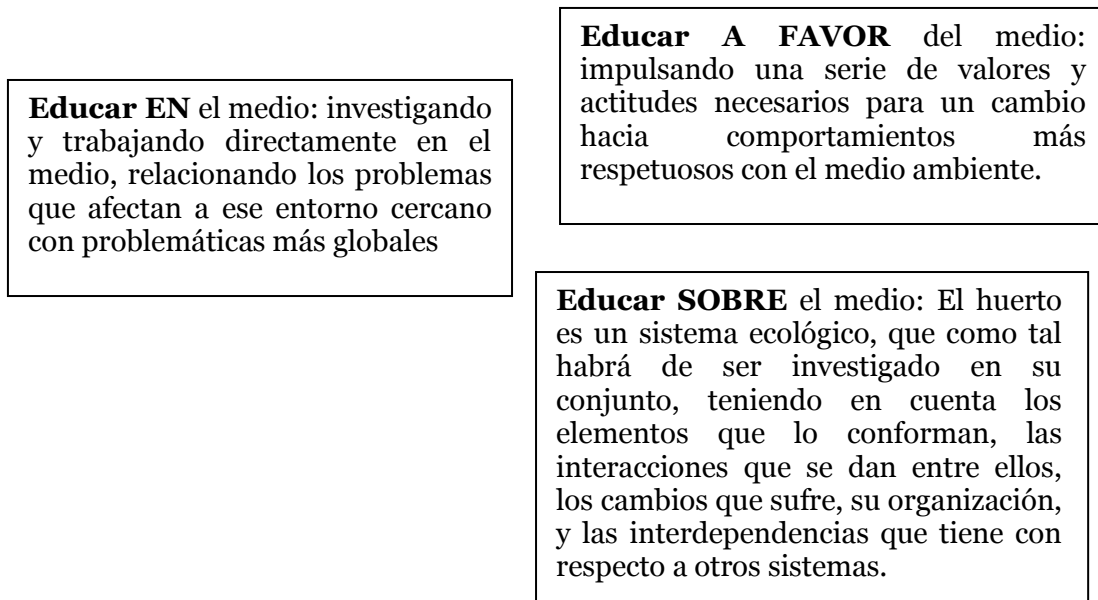 Educar EN el medio: investigando
y trabajando directamente en el
medio, relacionando los problemas
que afectan a ese entorno cercano
con problemáticas más globales
Educar A FAVOR del medio:
impulsando una serie de valores y
actitudes necesarios para un cambio
hacia comportamientos más
respetuosos con el medio ambiente.
Educar SOBRE el medio: El huerto
es un sistema ecológico, que como tal
habrá de ser investigado en su
conjunto, teniendo en cuenta los
elementos que lo conforman, las
interacciones que se dan entre ellos,
los cambios que sufre, su organización,
y las interdependencias que tiene con
respecto a otros sistemas.